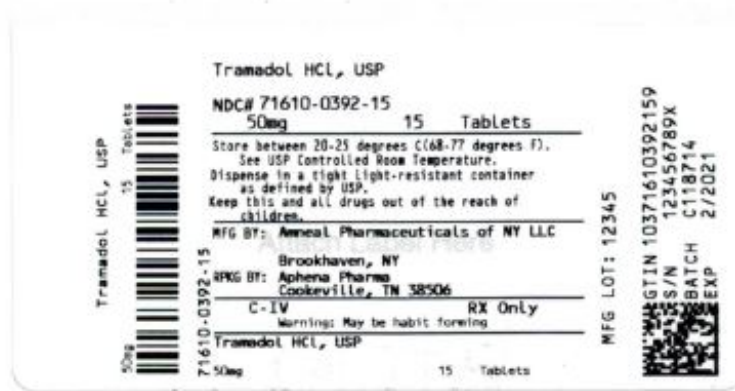 Tramadol HCl, USP
NDC# 71610-0392-15
50mg 15 Tablets
Store between 20-25 degrees C(68-77 degrees F).
See USP Controlled Room Temperature.
Dispense in a tight light-resistant container
as defined by USP.
Keep this and all drugs out of the reach of
children.
MFG BY: Amneal Pharmaceuticals of NY LLC
Attach Label Here
Brookhaven, NY
RPKG BY: Aphena Pharma
Cookeville, TN 38506
C-IV RX Only
Warning: May be habit forming
Tramadol HCl, USP
50mg 15 Tablets
Tramadol HCl, USP
50mg 15 Tablets
71610-0392-15
MFG LOT: 12345
GTIN 10371610392159
S/N 123456789X
BATCH C118714
EXP 2/2021